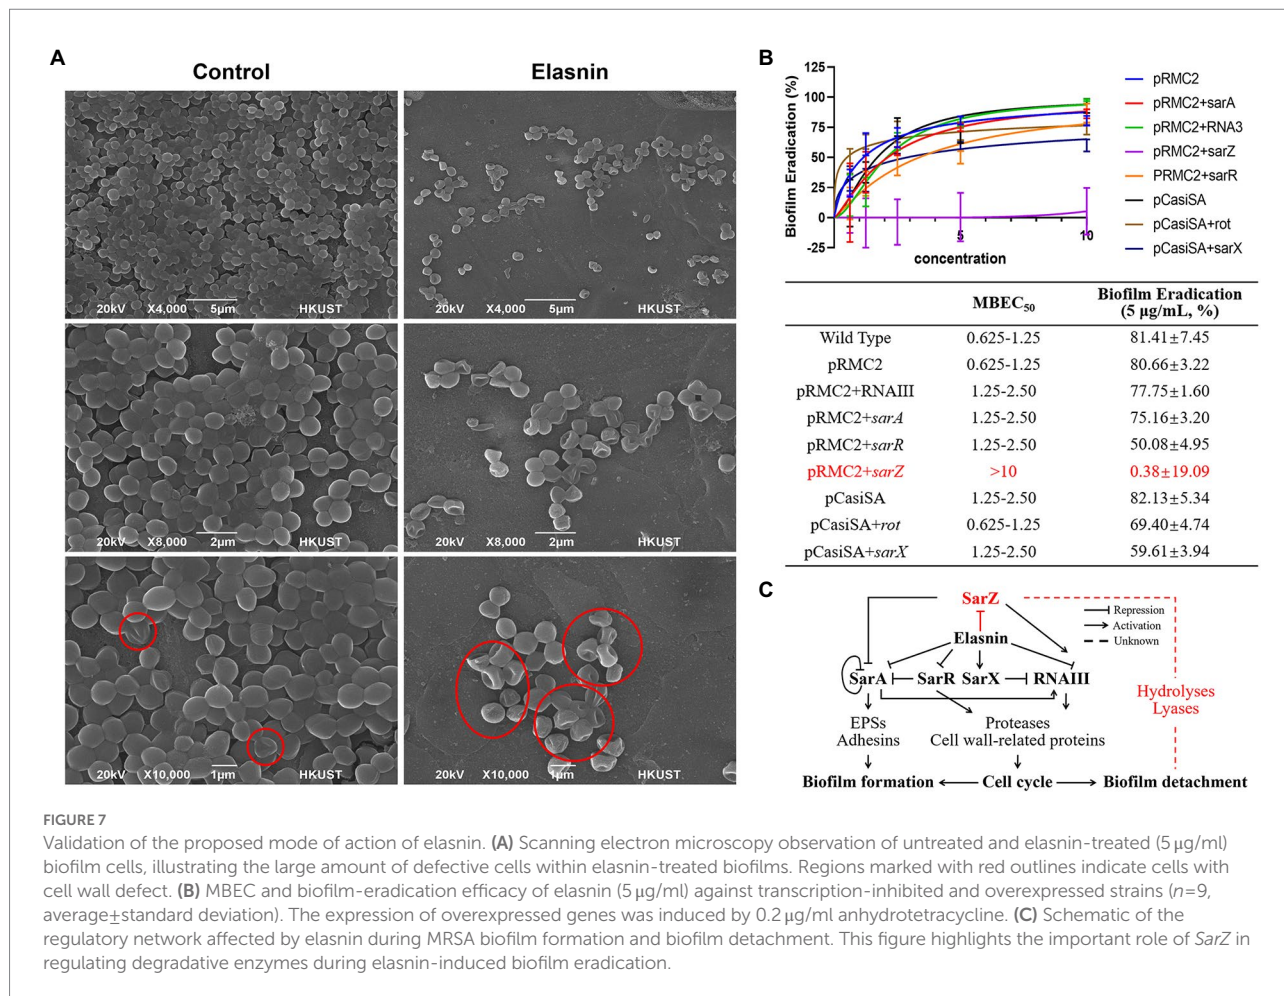 A
Control
Elasnin
20kV X4,000 5μm HKUST
20kV X4,000 5μm HKUST
20kV X8,000 2μm HKUST
20kV X8,000 2μm HKUST
20kV X10,000 1μm HKUST
20kV X10,000 1μm HKUST
B
Biofilm Eradication (%)
125
100
75
50
25
0
-25
5
10
concentration
pRMC2
pRMC2+sarA
pRMC2+RNA3
pRMC2+sarZ
PRMC2+sarR
pCasiSA
pCasiSA+rot
pCasiSA+sarX
MBEC₅₀ Biofilm Eradication (5 μg/mL, %)
Wild Type 0.625-1.25 81.41±7.45
pRMC2 0.625-1.25 80.66±3.22
pRMC2+RNAIII 1.25-2.50 77.75±1.60
pRMC2+sarA 1.25-2.50 75.16±3.20
pRMC2+sarR 1.25-2.50 50.08±4.95
pRMC2+sarZ >10 0.38±19.09
pCasiSA 1.25-2.50 82.13±5.34
pCasiSA+rot 0.625-1.25 69.40±4.74
pCasiSA+sarX 1.25-2.50 59.61±3.94
C
SarZ
Repression
Activation
Unknown
Elasnin
SarA SarR SarX RNAIII
Hydrolyses
Lyases
EPSs
Adhesins
Proteases
Cell wall-related proteins
Biofilm formation Cell cycle Biofilm detachment
FIGURE 7
Validation of the proposed mode of action of elasnin. (A) Scanning electron microscopy observation of untreated and elasnin-treated (5 μg/ml)
biofilm cells, illustrating the large amount of defective cells within elasnin-treated biofilms. Regions marked with red outlines indicate cells with
cell wall defect. (B) MBEC and biofilm-eradication efficacy of elasnin (5 μg/ml) against transcription-inhibited and overexpressed strains (n=9,
average±standard deviation). The expression of overexpressed genes was induced by 0.2 μg/ml anhydrotetracycline. (C) Schematic of the
regulatory network affected by elasnin during MRSA biofilm formation and biofilm detachment. This figure highlights the important role of SarZ in
regulating degradative enzymes during elasnin-induced biofilm eradication.